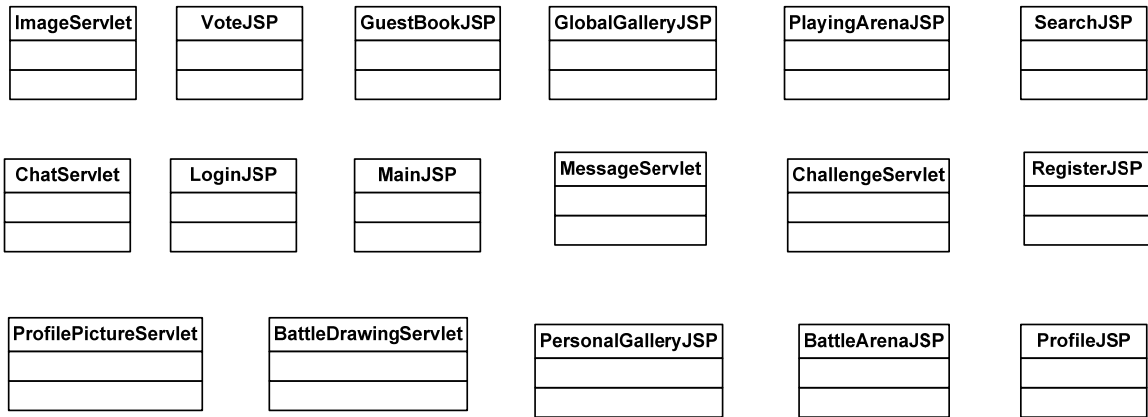 ImageServlet
VoteJSP
GuestBookJSP
GlobalGalleryJSP
PlayingArenaJSP
SearchJSP
ChatServlet
LoginJSP
MainJSP
MessageServlet
ChallengeServlet
RegisterJSP
ProfilePictureServlet
BattleDrawingServlet
PersonalGalleryJSP
BattleArenaJSP
ProfileJSP